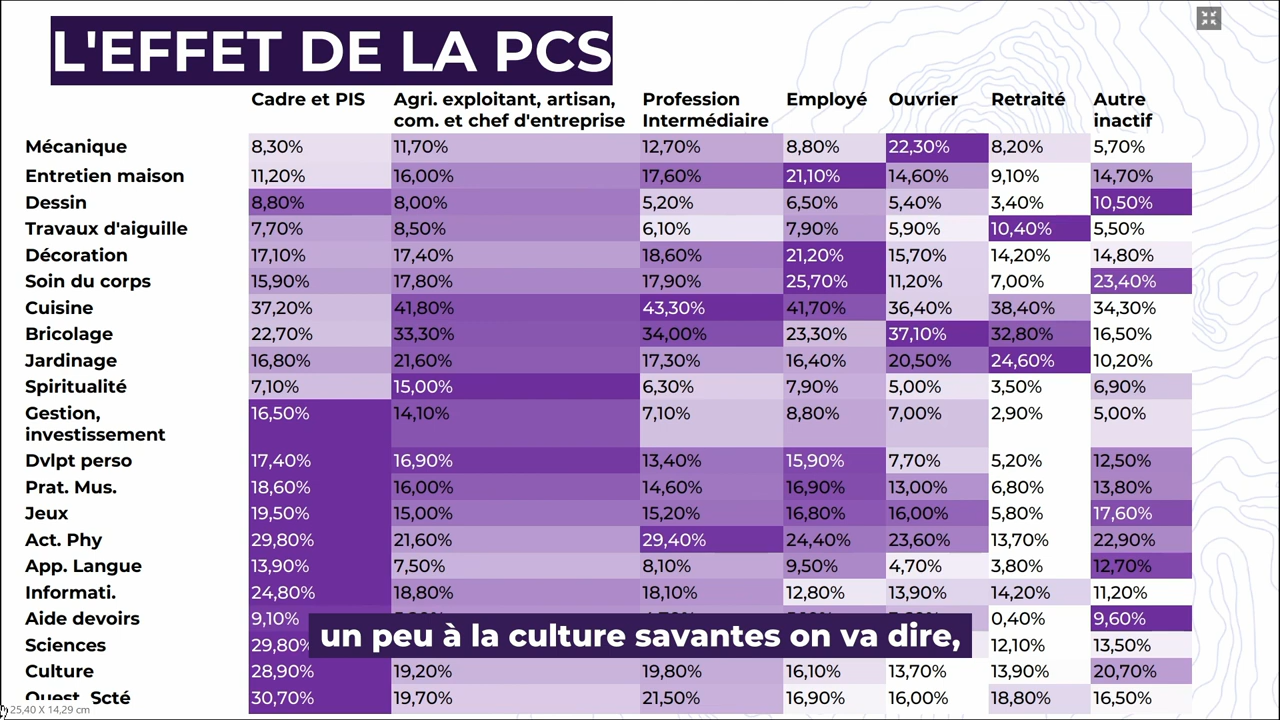 L'EFFET DE LA PCS
Cadre et PIS Agri. exploitant, artisan, com. et chef d'entreprise Profession Intermédiaire Employé Ouvrier Retraité Autre inactif
Mécanique 8,30% 11,70% 12,70% 8,80% 22,30% 8,20% 5,70%
Entretien maison 11,20% 16,00% 17,60% 21,10% 14,60% 9,10% 14,70%
Dessin 8,80% 8,00% 5,20% 6,50% 5,40% 3,40% 10,50%
Travaux d'aiguille 7,70% 8,50% 6,10% 7,90% 5,90% 10,40% 5,50%
Décoration 17,10% 17,40% 18,60% 21,20% 15,70% 14,20% 14,80%
Soin du corps 15,90% 17,80% 17,90% 25,70% 11,20% 7,00% 23,40%
Cuisine 37,20% 41,80% 43,30% 41,70% 36,40% 38,40% 34,30%
Bricolage 22,70% 33,30% 34,00% 23,30% 37,10% 32,80% 16,50%
Jardinage 16,80% 21,60% 17,30% 16,40% 20,50% 24,60% 10,20%
Spiritualité 7,10% 15,00% 6,30% 7,90% 5,00% 3,50% 6,90%
Gestion, investissement 16,50% 14,10% 7,10% 8,80% 7,00% 2,90% 5,00%
Dvlpt perso 17,40% 16,90% 13,40% 15,90% 7,70% 5,20% 12,50%
Prat. Mus. 18,60% 16,00% 14,60% 16,90% 13,00% 6,80% 13,80%
Jeux 19,50% 15,00% 15,20% 16,80% 16,00% 5,80% 17,60%
Act. Phy 29,80% 21,60% 29,40% 24,40% 23,60% 13,70% 22,90%
App. Langue 13,90% 7,50% 8,10% 9,50% 4,70% 3,80% 12,70%
Informati. 24,80% 18,80% 18,10% 12,80% 13,90% 14,20% 11,20%
Aide devoirs 9,10% 0,40% 9,60%
un peu à la culture savantes on va dire,
Sciences 29,80% 12,10% 13,50%
Culture 28,90% 19,20% 19,80% 16,10% 13,70% 13,90% 20,70%
Quest. Scté 30,70% 19,70% 21,50% 16,90% 16,00% 18,80% 16,50%
25,40 X 14,29 cm